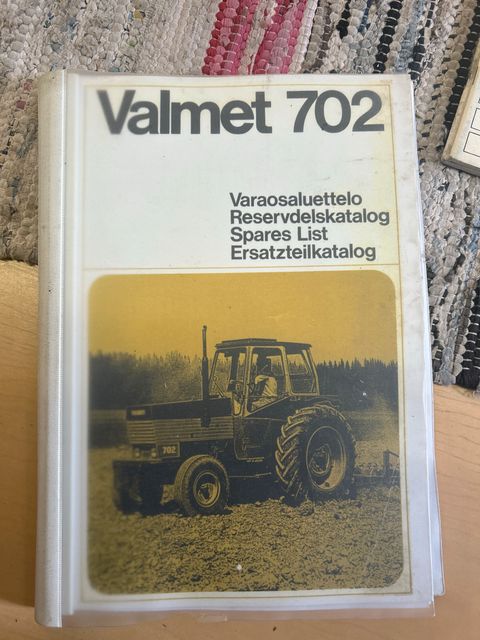 Valmet 702
Varaosaluettelo
Reservdelskatalog
Spares List
Ersatzteilkatalog
702